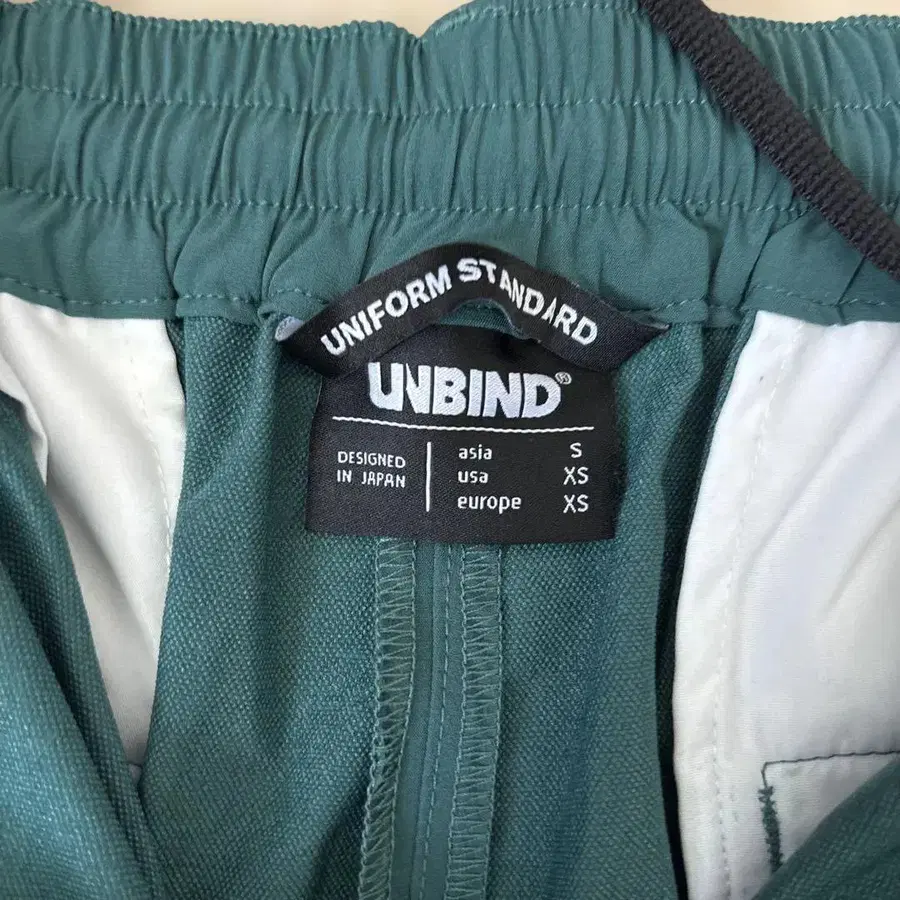 UNIFORM STANDARD
UNBIND®
DESIGNED
IN JAPAN
asia S
usa XS
europe XS